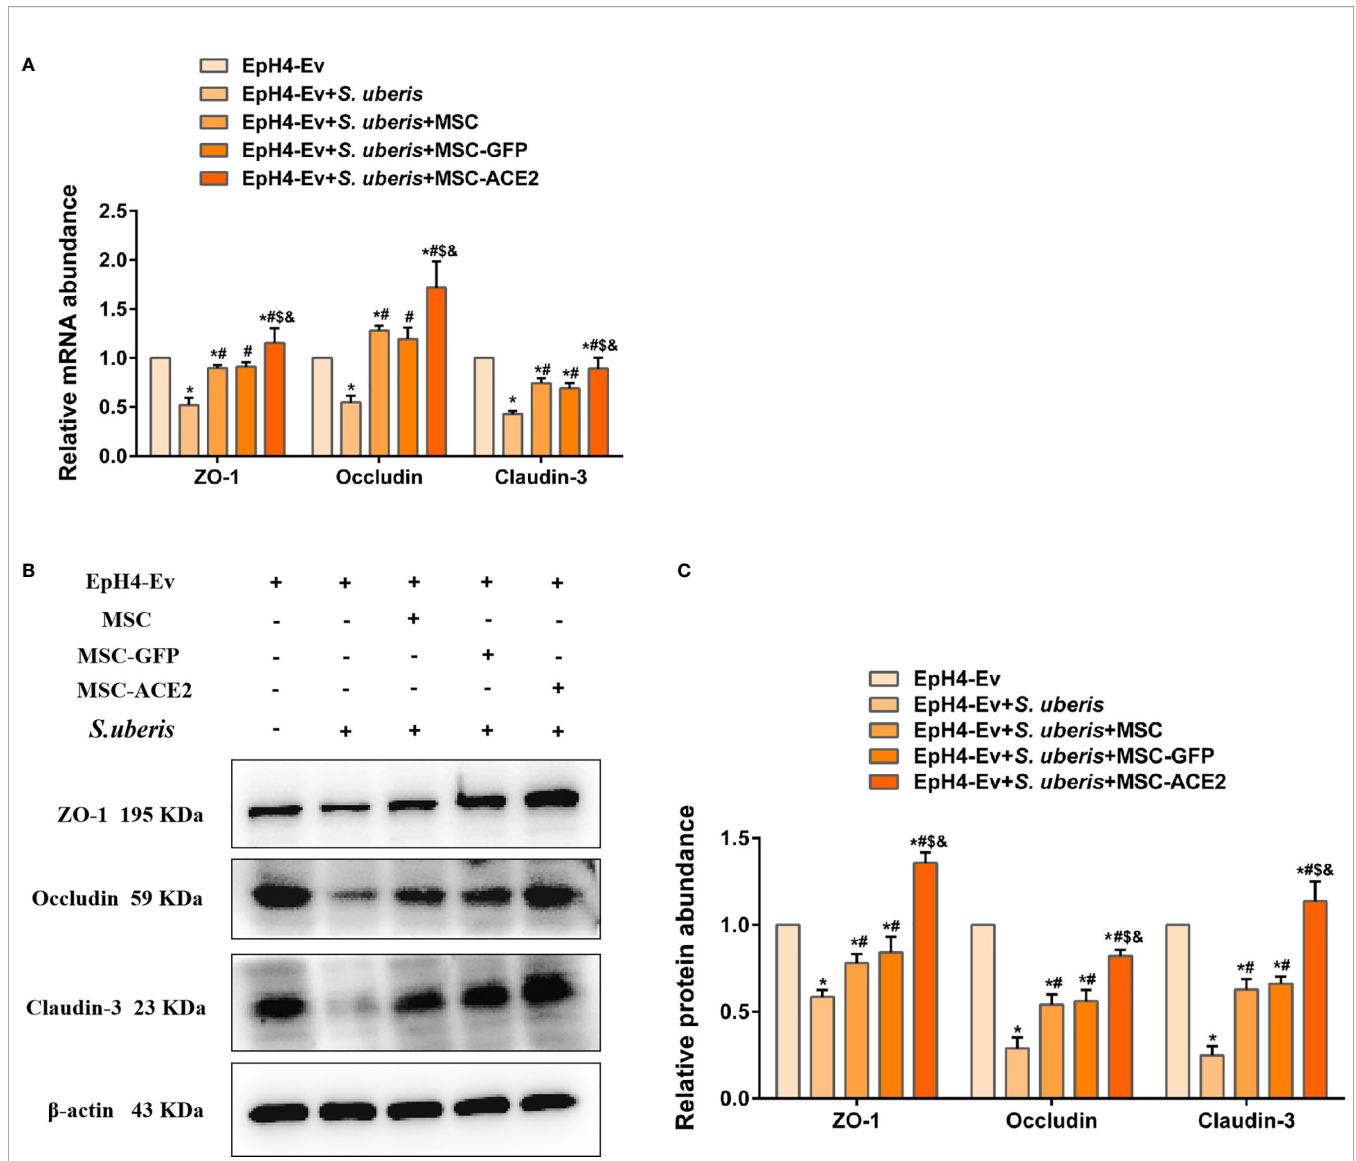 A
EpH4-Ev
EpH4-Ev+S. uberis
EpH4-Ev+S. uberis+MSC
EpH4-Ev+S. uberis+MSC-GFP
EpH4-Ev+S. uberis+MSC-ACE2
Relative mRNA abundance
2.5
2.0
1.5
1.0
0.5
0.0
* *# # *#$&
* *# # *#$&
* *# *# *#$&
ZO-1 Occludin Claudin-3
B
EpH4-Ev + + + + +
MSC - - + - -
MSC-GFP - - - + -
MSC-ACE2 - - - - +
S.uberis - + + + +
ZO-1 195 KDa
Occludin 59 KDa
Claudin-3 23 KDa
β-actin 43 KDa
C
EpH4-Ev
EpH4-Ev+S. uberis
EpH4-Ev+S. uberis+MSC
EpH4-Ev+S. uberis+MSC-GFP
EpH4-Ev+S. uberis+MSC-ACE2
Relative protein abundance
1.5
1.0
0.5
0.0
* *# *# *#$&
* *# *# *#$&
* *# *# *#$&
ZO-1 Occludin Claudin-3